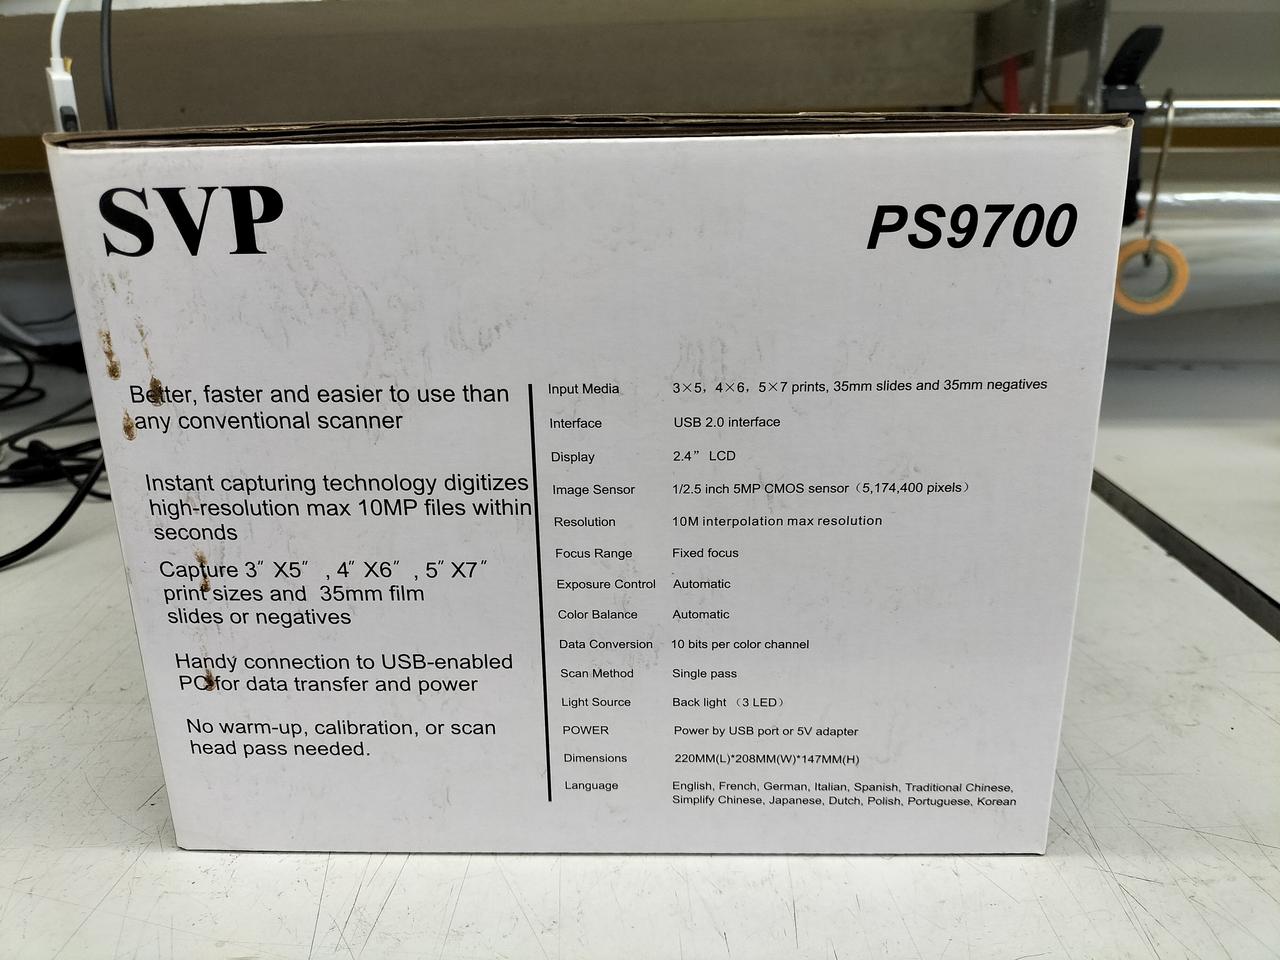 SVP
PS9700
Better, faster and easier to use than
any conventional scanner
Instant capturing technology digitizes
high-resolution max 10MP files within
seconds
Capture 3″ X5″ , 4″ X6″ , 5″ X7″
print sizes and 35mm film
slides or negatives
Handy connection to USB-enabled
PC for data transfer and power
No warm-up, calibration, or scan
head pass needed.
Input Media 3×5, 4×6, 5×7 prints, 35mm slides and 35mm negatives
Interface USB 2.0 interface
Display 2.4” LCD
Image Sensor 1/2.5 inch 5MP CMOS sensor（5,174,400 pixels）
Resolution 10M interpolation max resolution
Focus Range Fixed focus
Exposure Control Automatic
Color Balance Automatic
Data Conversion 10 bits per color channel
Scan Method Single pass
Light Source Back light （3 LED）
POWER Power by USB port or 5V adapter
Dimensions 220MM(L)*208MM(W)*147MM(H)
Language English, French, German, Italian, Spanish, Traditional Chinese,
Simplify Chinese, Japanese, Dutch, Polish, Portuguese, Korean